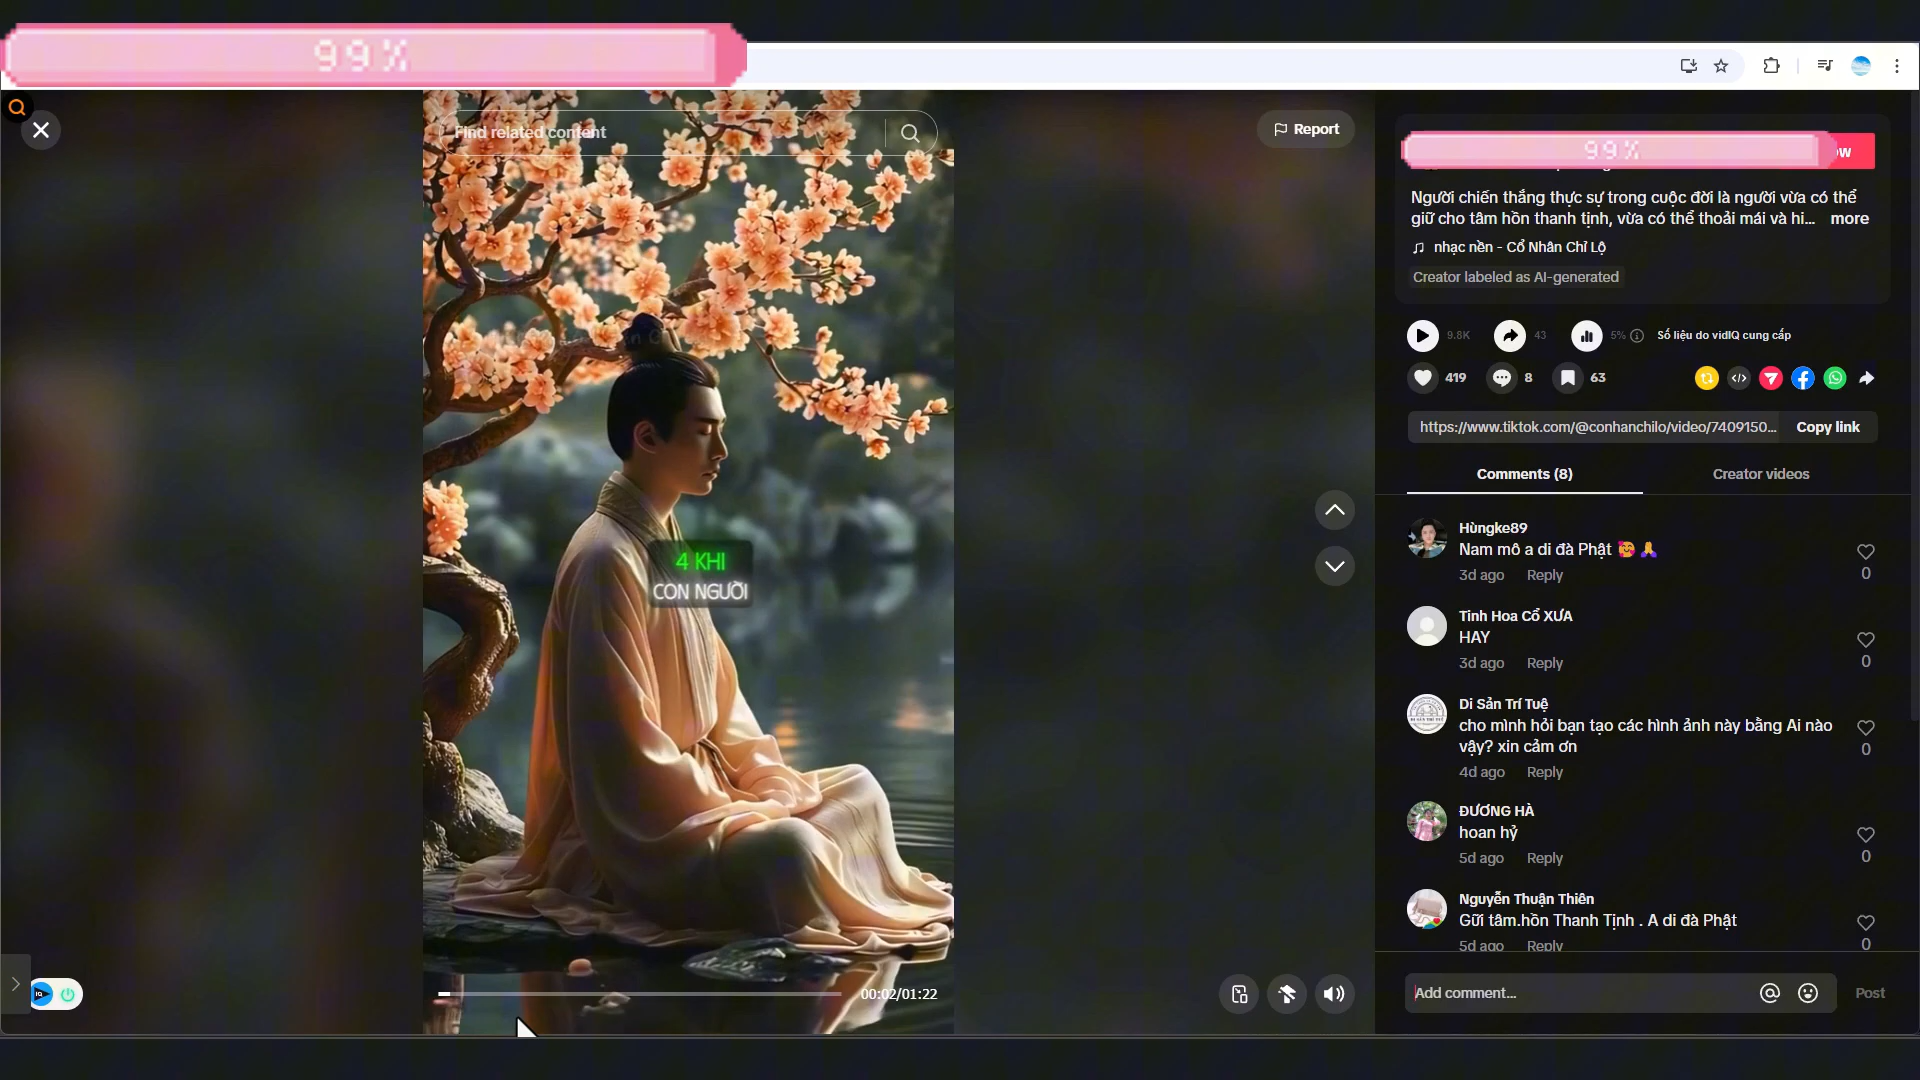 99%
Find related content
Report
4 KHI
CON NGƯỜI
00:02/01:22
99%
Người chiến thắng thực sự trong cuộc đời là người vừa có thể
giữ cho tâm hồn thanh tịnh, vừa có thể thoải mái và hi... more
nhạc nền - Cổ Nhân Chỉ Lộ
Creator labeled as AI-generated
9.8K 43 5% Số liệu do vidIQ cung cấp
419 8 63
https://www.tiktok.com/@conhanchilo/video/7409150... Copy link
Comments (8) Creator videos
Hùngke89
Nam mô a di đà Phật 🥰 🙏
3d ago Reply
0
Tinh Hoa Cổ XƯA
HAY
3d ago Reply
0
Di Sản Trí Tuệ
cho mình hỏi bạn tạo các hình ảnh này bằng Ai nào
vậy? xin cảm ơn
4d ago Reply
0
ĐƯƠNG HÀ
hoan hỷ
5d ago Reply
0
Nguyễn Thuận Thiên
Gữi tâm.hồn Thanh Tịnh . A di đà Phật
5d ago Reply
0
Add comment...
Post